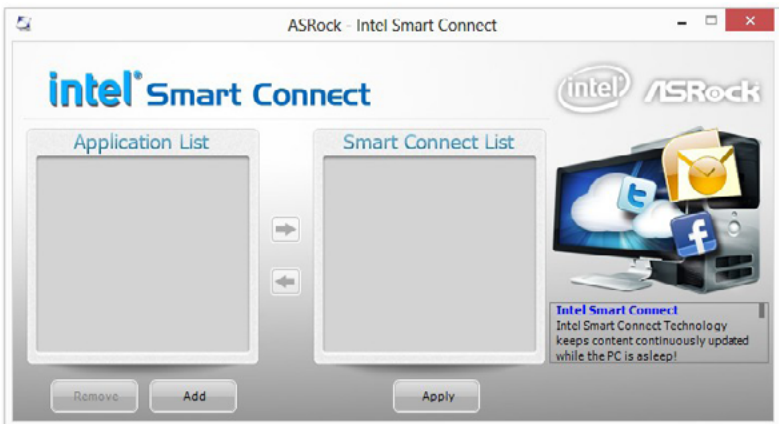 ASRock - Intel Smart Connect
intel Smart Connect
intel ASRock
Application List
Smart Connect List
Intel Smart Connect
Intel Smart Connect Technology
keeps content continuously updated
while the PC is asleep!
Remove
Add
Apply